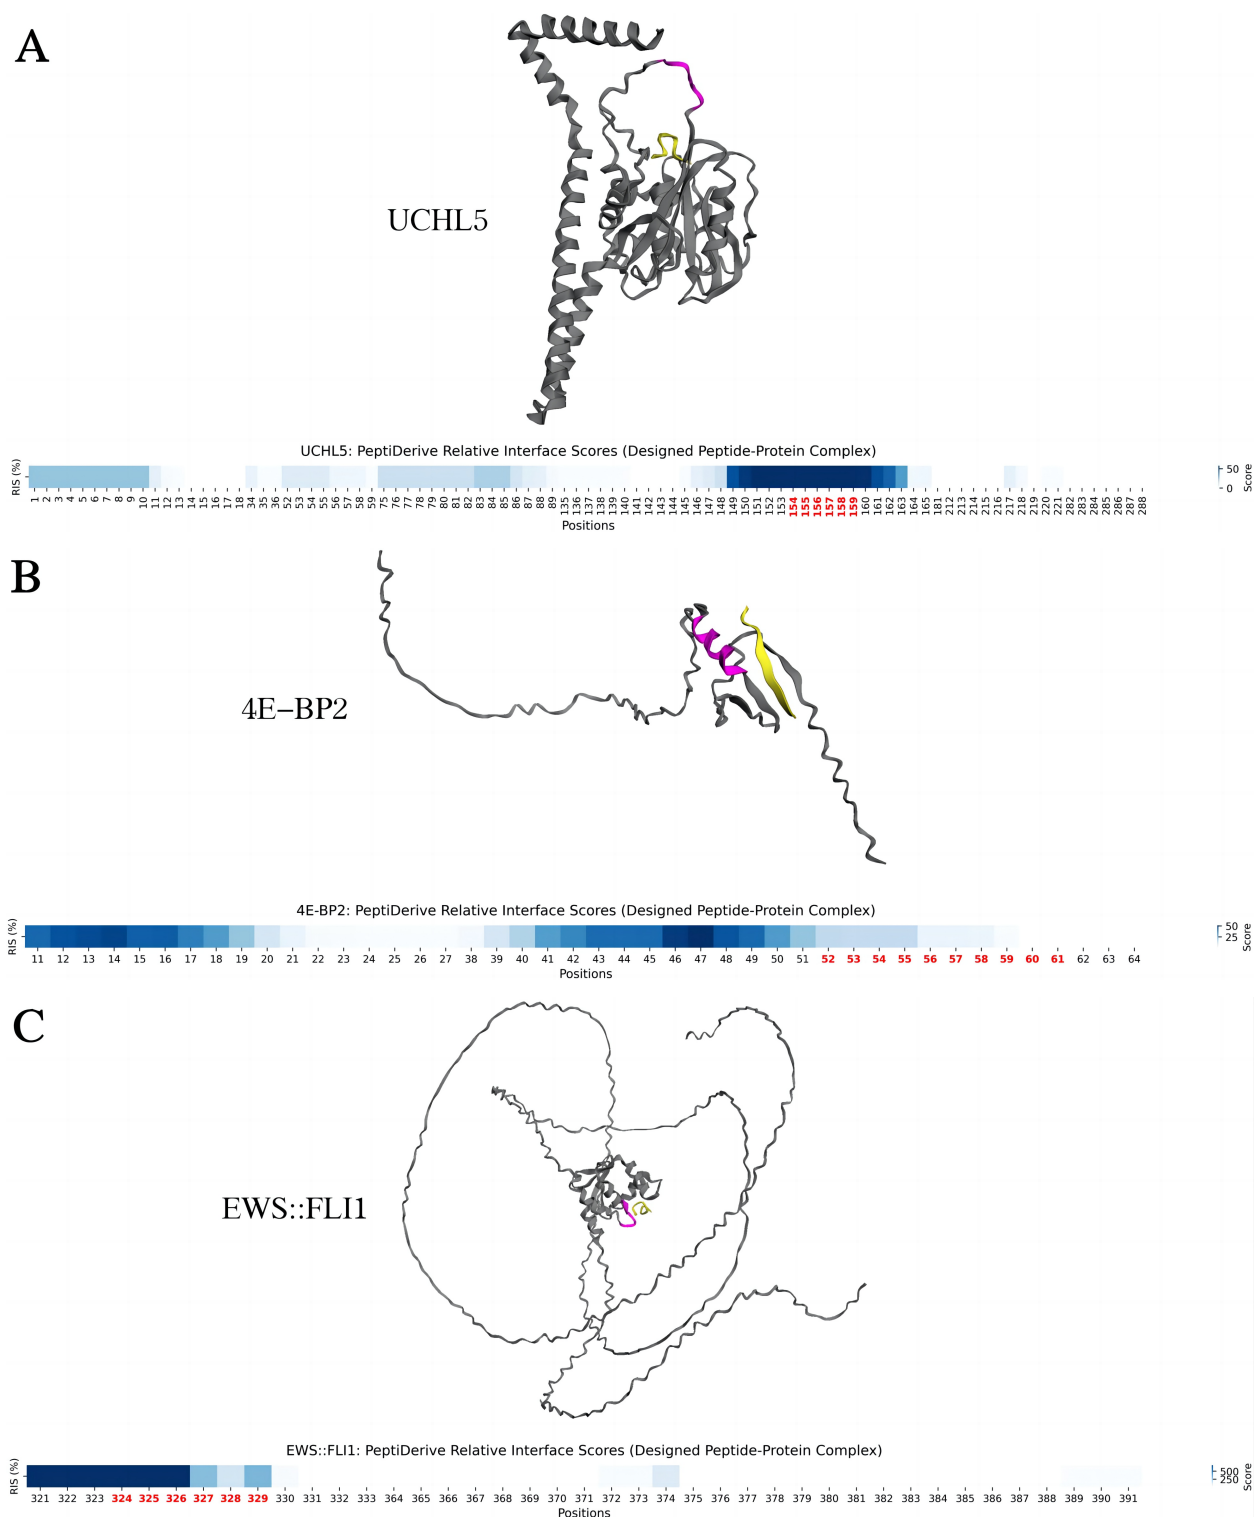 A
UCHL5
UCHL5: PeptiDerive Relative Interface Scores (Designed Peptide-Protein Complex)
RIS (%)
50
0
Score
1 2 3 4 5 6 7 8 9 10 11 12 13 14 15 16 17 18 34 35 36 52 53 54 55 56 57 58 59 75 76 77 78 79 80 81 82 83 84 85 86 87 88 89 135 136 137 138 139 140 141 142 143 144 145 146 147 148 149 150 151 152 153 154 155 156 157 158 159 160 161 162 163 164 165 181 212 213 214 215 216 217 218 219 220 221 282 283 284 285 286 287 288
Positions
B
4E–BP2
4E-BP2: PeptiDerive Relative Interface Scores (Designed Peptide-Protein Complex)
RIS (%)
50
25
Score
11 12 13 14 15 16 17 18 19 20 21 22 23 24 25 26 27 28 38 39 40 41 42 43 44 45 46 47 48 49 50 51 52 53 54 55 56 57 58 59 60 61 62 63 64
Positions
C
EWS::FLI1
EWS::FLI1: PeptiDerive Relative Interface Scores (Designed Peptide-Protein Complex)
RIS (%)
500
250
Score
321 322 323 324 325 326 327 328 329 330 331 332 333 364 365 366 367 368 369 370 371 372 373 374 375 376 377 378 379 380 381 382 383 384 385 386 387 388 389 390 391
Positions